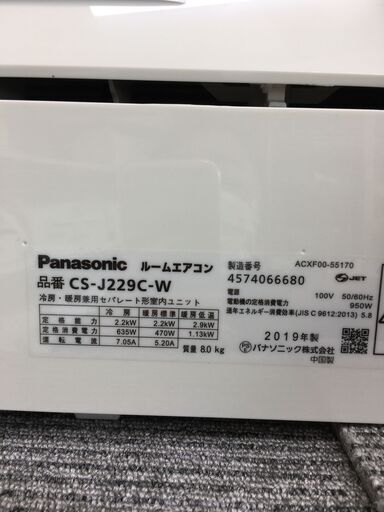 Panasonic ルームエアコン
品番 CS-J229C-W
冷房・暖房兼用セパレート形室内ユニット
冷房 暖房標準 暖房低温
定格能力 2.2kW 2.2kW 2.9kW
定格消費電力 635W 470W 1.13kW
運転電流 7.05A 5.20A
質量 8.0 kg
ACXF00-55170
製造番号
4574066680
JET
電源 100V 50/60Hz
電動機の定格消費電力 950W
通年エネルギー消費効率(JIS C 9612:2013) 5.8
2019年製
PS E パナソニック株式会社
中国製